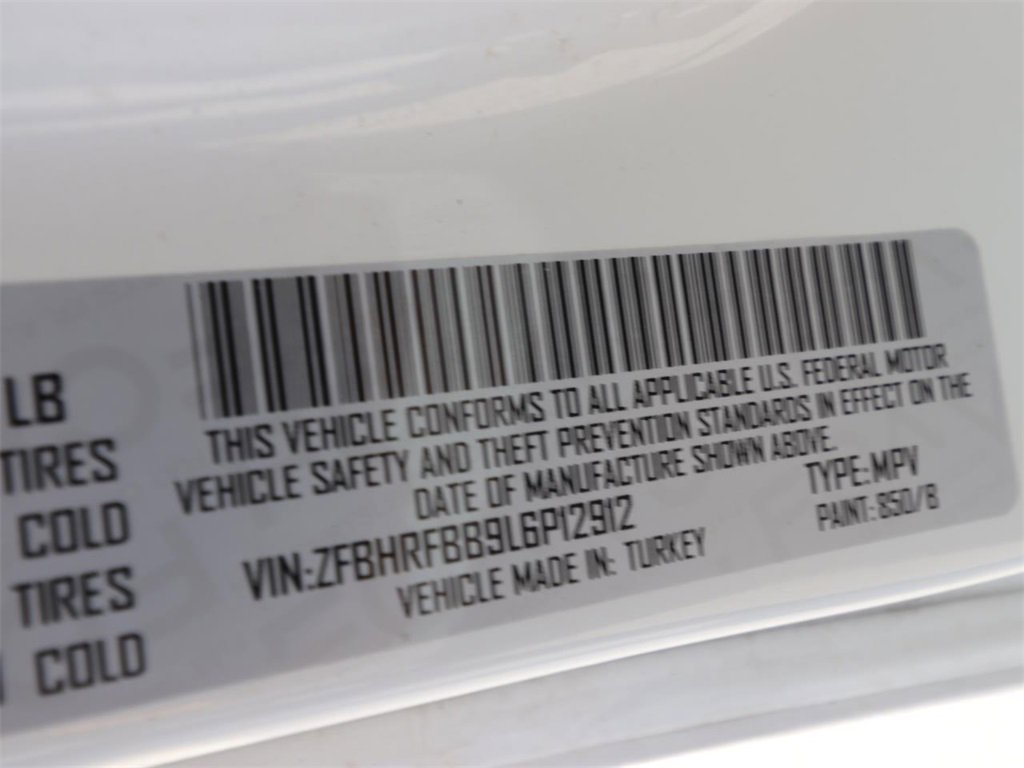 LB
TIRES
COLD
TIRES
COLD
THIS VEHICLE CONFORMS TO ALL APPLICABLE U.S. FEDERAL MOTOR
VEHICLE SAFETY AND THEFT PREVENTION STANDARDS IN EFFECT ON THE
DATE OF MANUFACTURE SHOWN ABOVE.
VIN:ZFBHRFBB9L6P12912
TYPE:MPV
VEHICLE MADE IN: TURKEY
PAINT: 850/B